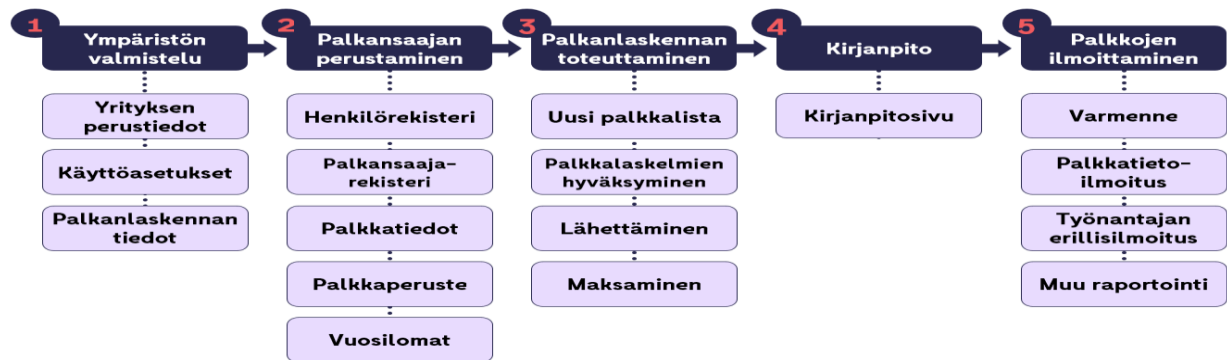 1
Ympäristön
valmistelu
Yrityksen
perustiedot
Käyttöasetukset
Palkanlaskennan
tiedot
2
Palkansaajan
perustaminen
Henkilörekisteri
Palkansaaja-
rekisteri
Palkkatiedot
Palkkaperuste
Vuosilomat
3
Palkanlaskennan
toteuttaminen
Uusi palkkalista
Palkkalaskelmien
hyväksyminen
Lähettäminen
Maksaminen
4
Kirjanpito
Kirjanpitosivu
5
Palkkojen
ilmoittaminen
Varmenne
Palkkatieto-
ilmoitus
Työnantajan
erillisilmoitus
Muu raportointi